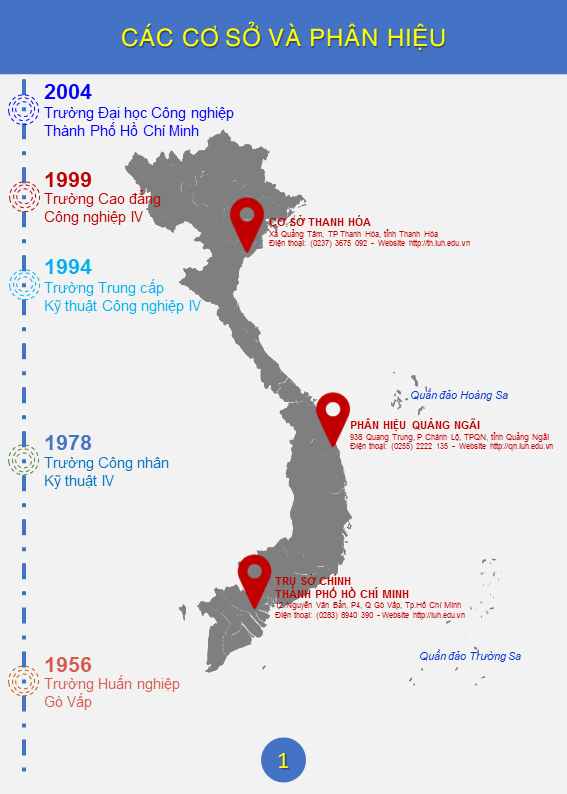 CÁC CƠ SỞ VÀ PHÂN HIỆU
2004
Trường Đại học Công nghiệp
Thành Phố Hồ Chí Minh
1999
Trường Cao đẳng
Công nghiệp IV
CƠ SỞ THANH HÓA
Xã Quảng Tâm, TP Thanh Hóa, tỉnh Thanh Hóa
Điện thoại: (0237) 3675 092 - Website http://th.iuh.edu.vn
1994
Trường Trung cấp
Kỹ thuật Công nghiệp IV
Quần đảo Hoàng Sa
PHÂN HIỆU QUẢNG NGÃI
938 Quang Trung, P Chánh Lộ, TPQN, tỉnh Quảng Ngãi
Điện thoại: (0255) 2222 135 - Website http://qn.iuh.edu.vn
1978
Trường Công nhân
Kỹ thuật IV
TRỤ SỞ CHÍNH
THÀNH PHỐ HỒ CHÍ MINH
12 Nguyễn Văn Bảo, P4, Q Gò Vấp, Tp.Hồ Chí Minh
Điện thoại: (0283) 8940 390 - Website http://iuh.edu.vn
Quần đảo Trường Sa
1956
Trường Huấn nghiệp
Gò Vấp
1